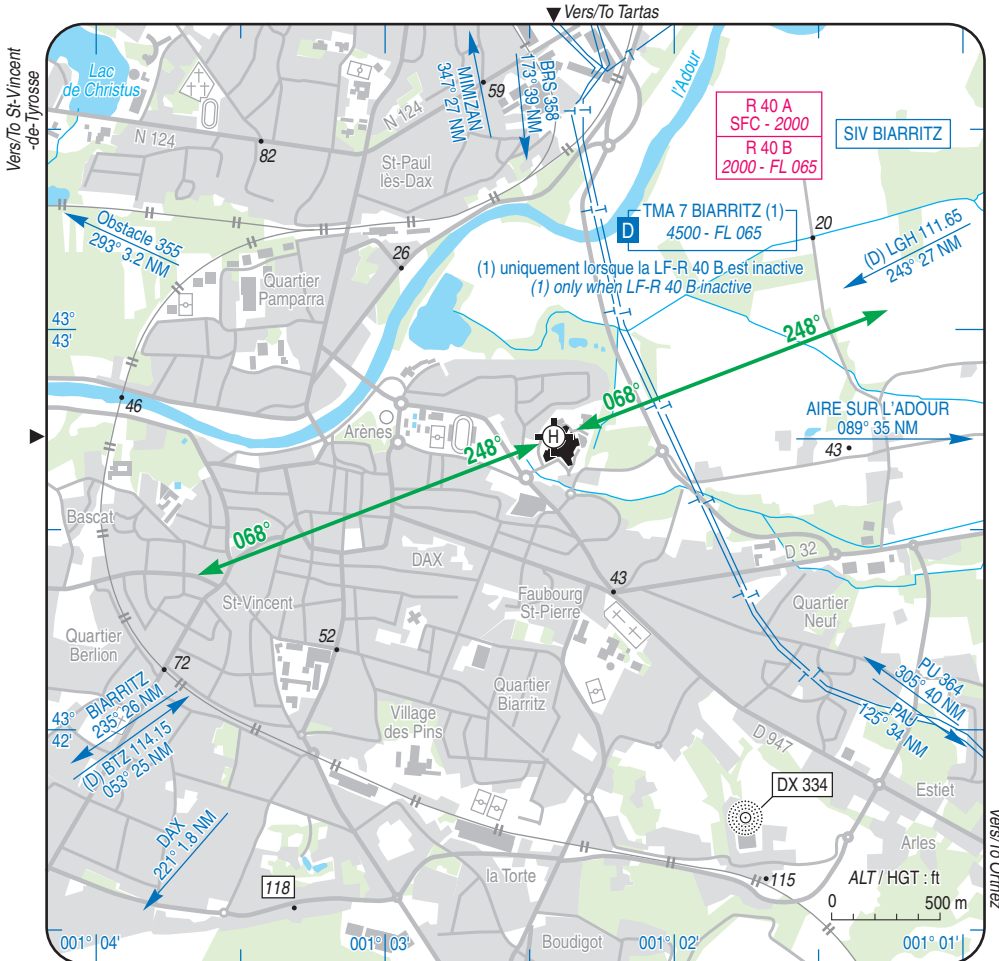 Vers/To Tartas
Vers/To St-Vincent
-de-Tyrosse
Lac
de Christus
N 124
82
N 124
59
MIMIZAN
347° 27 NM
BRS 358
173° 39 NM
l'Adour
R 40 A
SFC - 2000
R 40 B
2000 - FL 065
SIV BIARRITZ
St-Paul
lès-Dax
Obstacle 355
293° 3.2 NM
26
Quartier
Pamparra
D
TMA 7 BIARRITZ (1)
4500 - FL 065
20
(D) LGH 111.65
243° 27 NM
(1) uniquement lorsque la LF-R 40 B est inactive
(1) only when LF-R 40 B inactive
43°
43'
248°
068°
46
Arènes
H
248°
AIRE SUR L'ADOUR
089° 35 NM
43
Bascat
068°
DAX
D 32
St-Vincent
Faubourg
St-Pierre
43
Quartier
Neuf
Quartier
Berlion
52
72
BIARRITZ
235° 26 NM
(D) BTZ 114.15
053° 25 NM
Quartier
Biarritz
PU 364
305° 40 NM
PAU
125° 34 NM
43°
42'
Village
des Pins
D 947
DX 334
Estiet
DAX
221° 1.8 NM
Arles
118
la Torte
115
ALT / HGT : ft
0 500 m
Vers/To Orthez
001° 04'
001° 03'
Boudigot
001° 02'
001° 01'